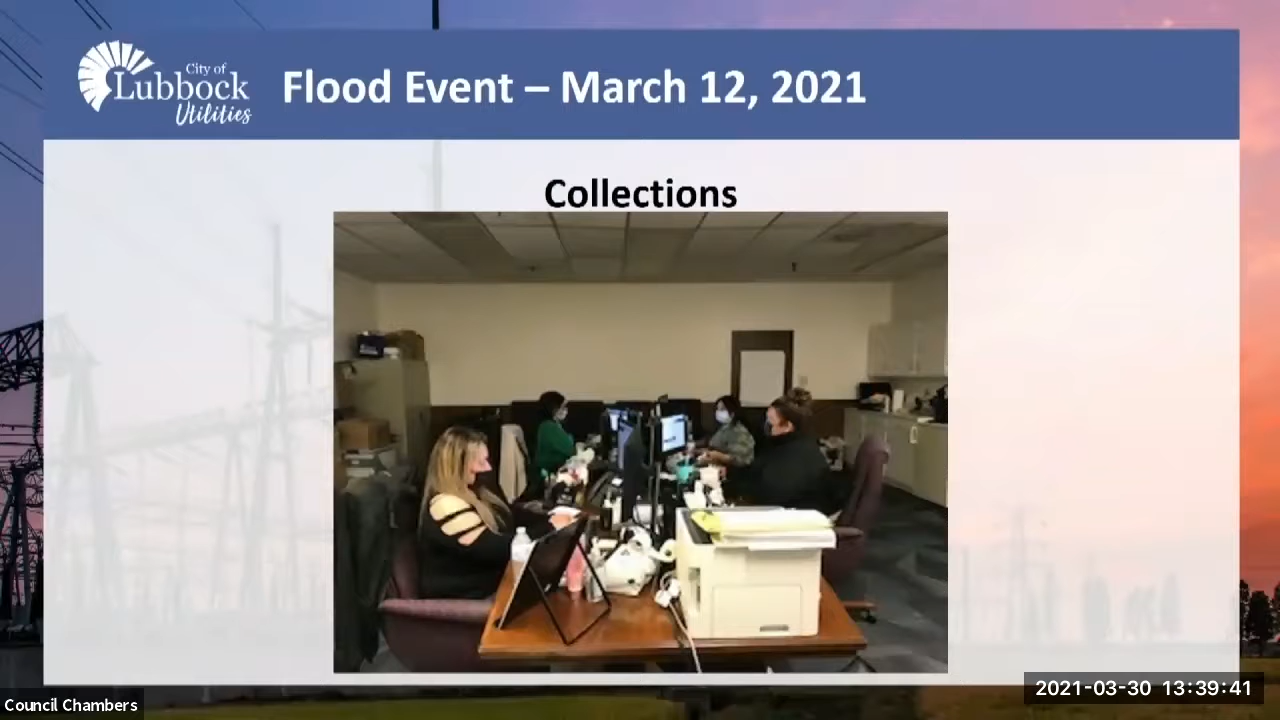 City of
Lubbock
Utilities
Flood Event – March 12, 2021
Collections
2021-03-30 13:39:41
Council Chambers